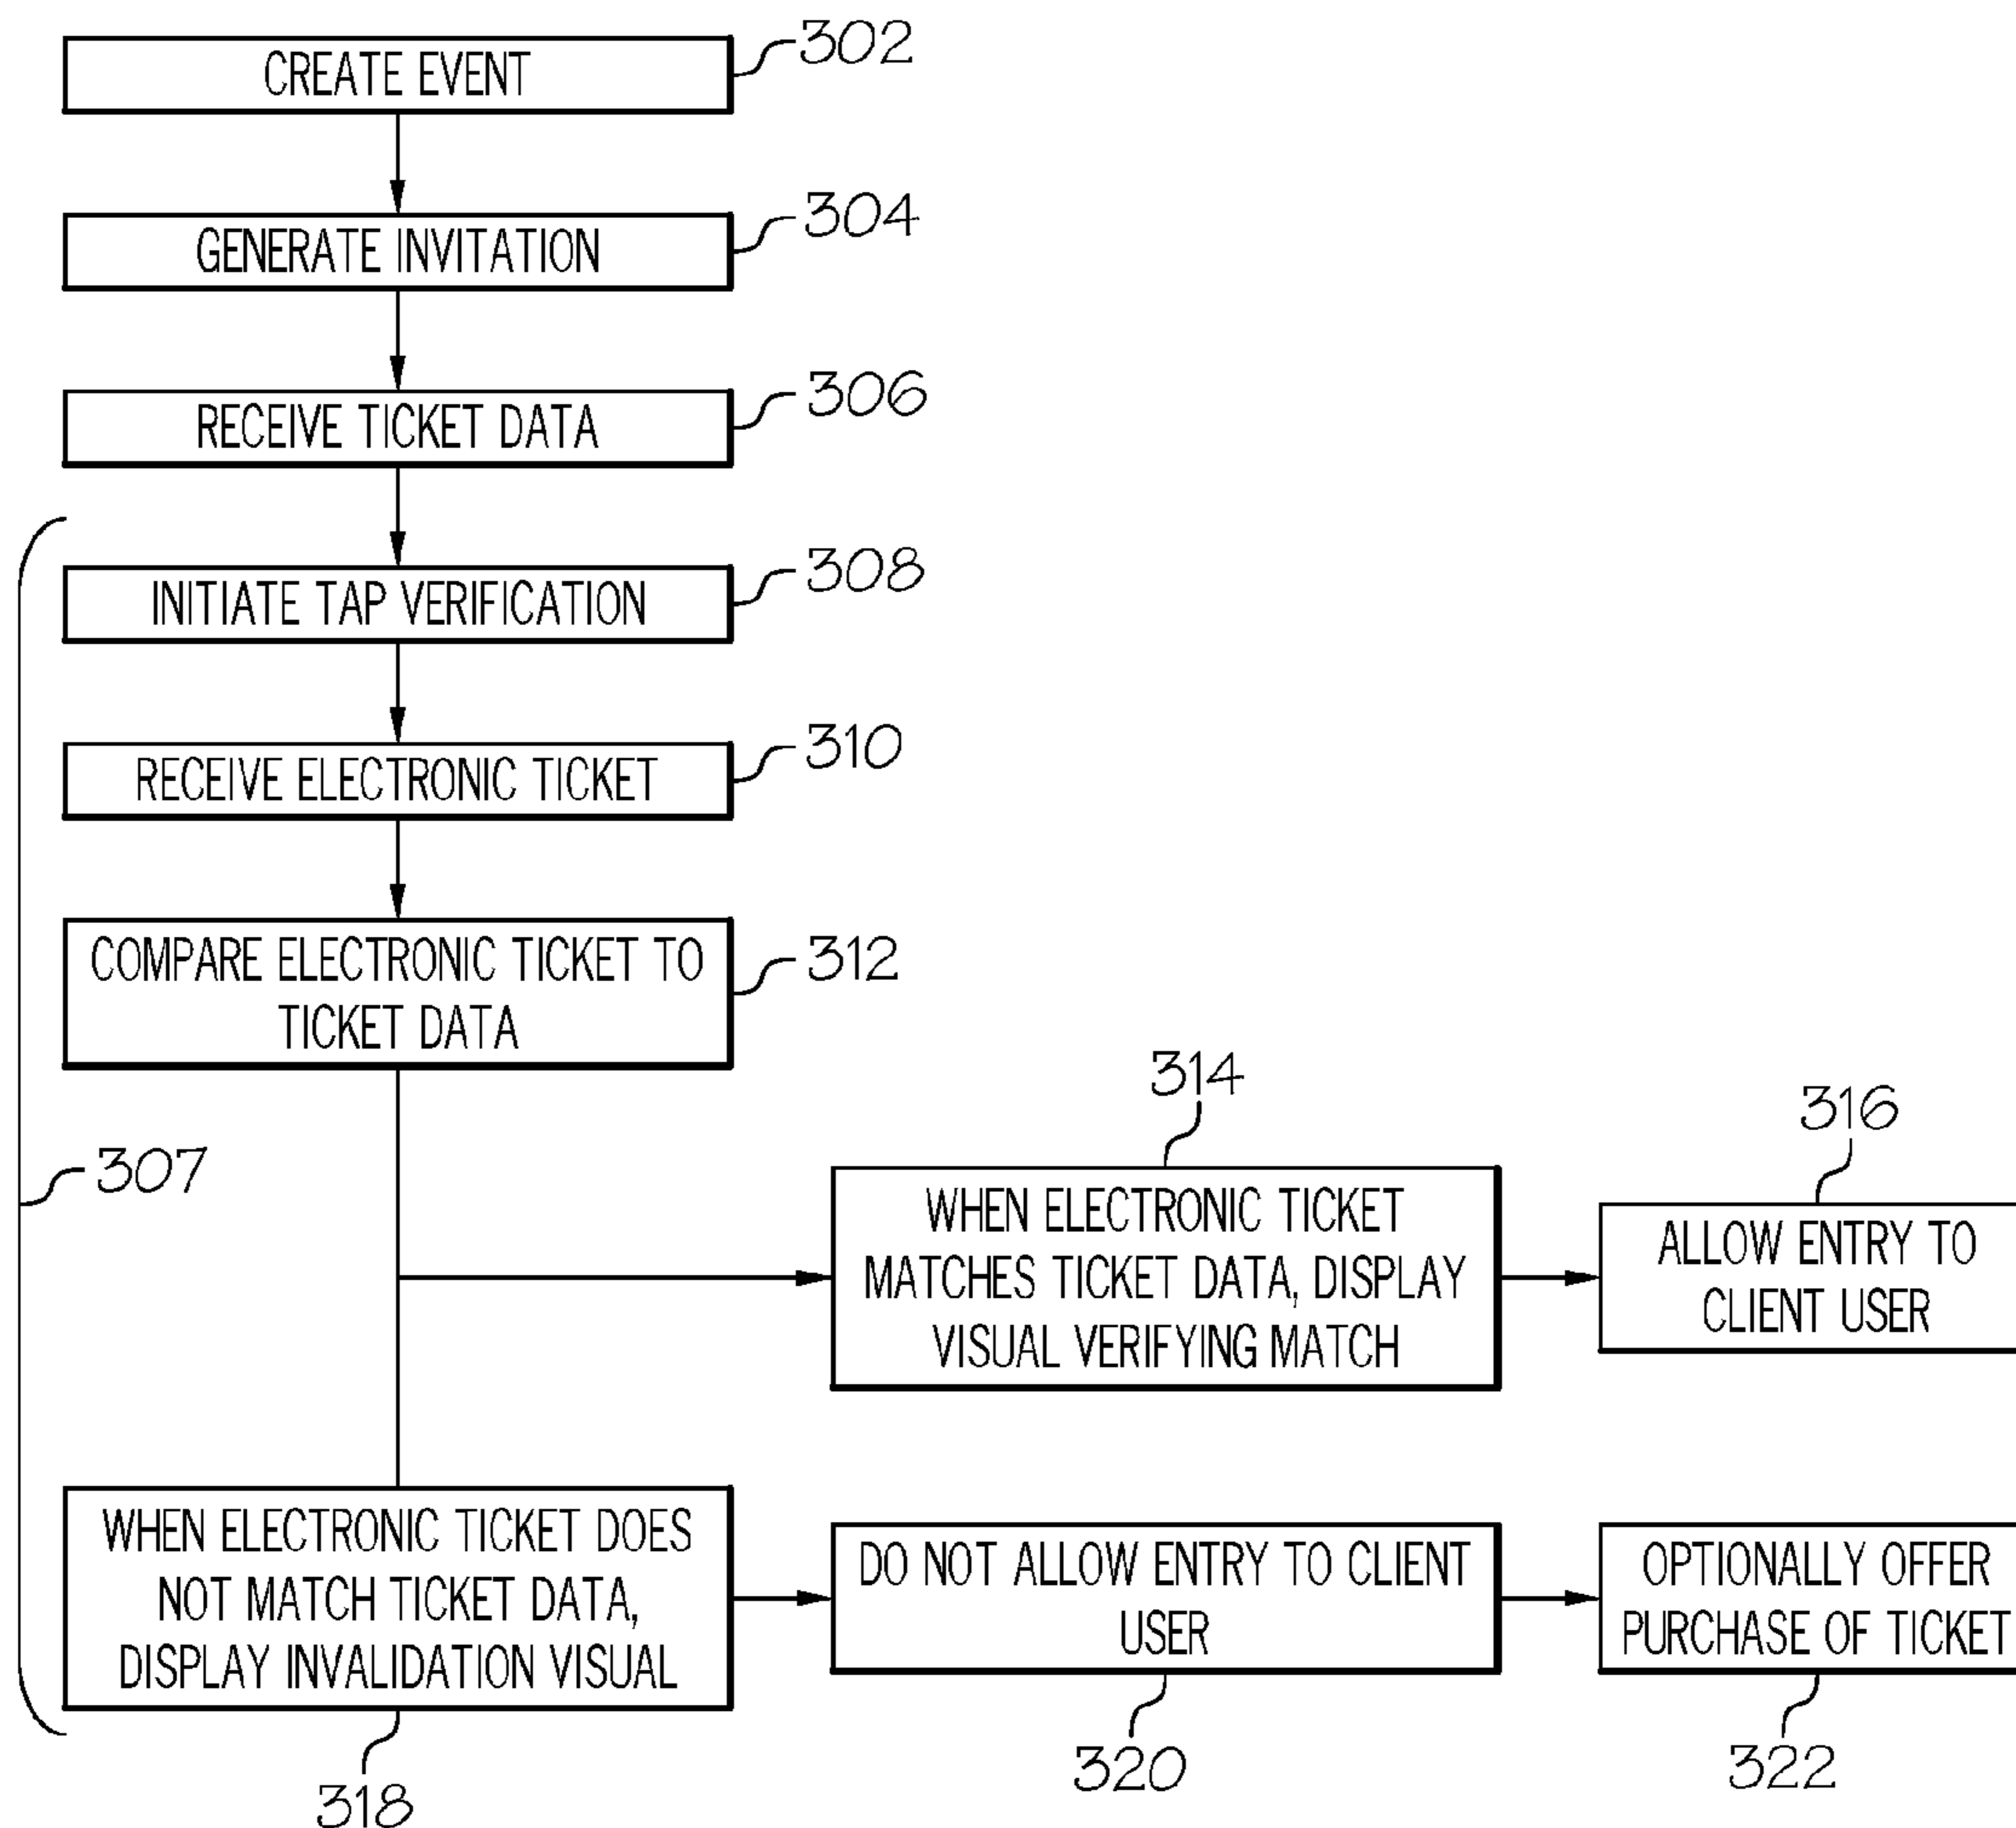 CREATE EVENT
302
GENERATE INVITATION
304
RECEIVE TICKET DATA
306
INITIATE TAP VERIFICATION
308
RECEIVE ELECTRONIC TICKET
310
COMPARE ELECTRONIC TICKET TO
TICKET DATA
312
307
314
WHEN ELECTRONIC TICKET
MATCHES TICKET DATA, DISPLAY
VISUAL VERIFYING MATCH
316
ALLOW ENTRY TO
CLIENT USER
WHEN ELECTRONIC TICKET DOES
NOT MATCH TICKET DATA,
DISPLAY INVALIDATION VISUAL
318
DO NOT ALLOW ENTRY TO CLIENT
USER
320
OPTIONALLY OFFER
PURCHASE OF TICKET
322